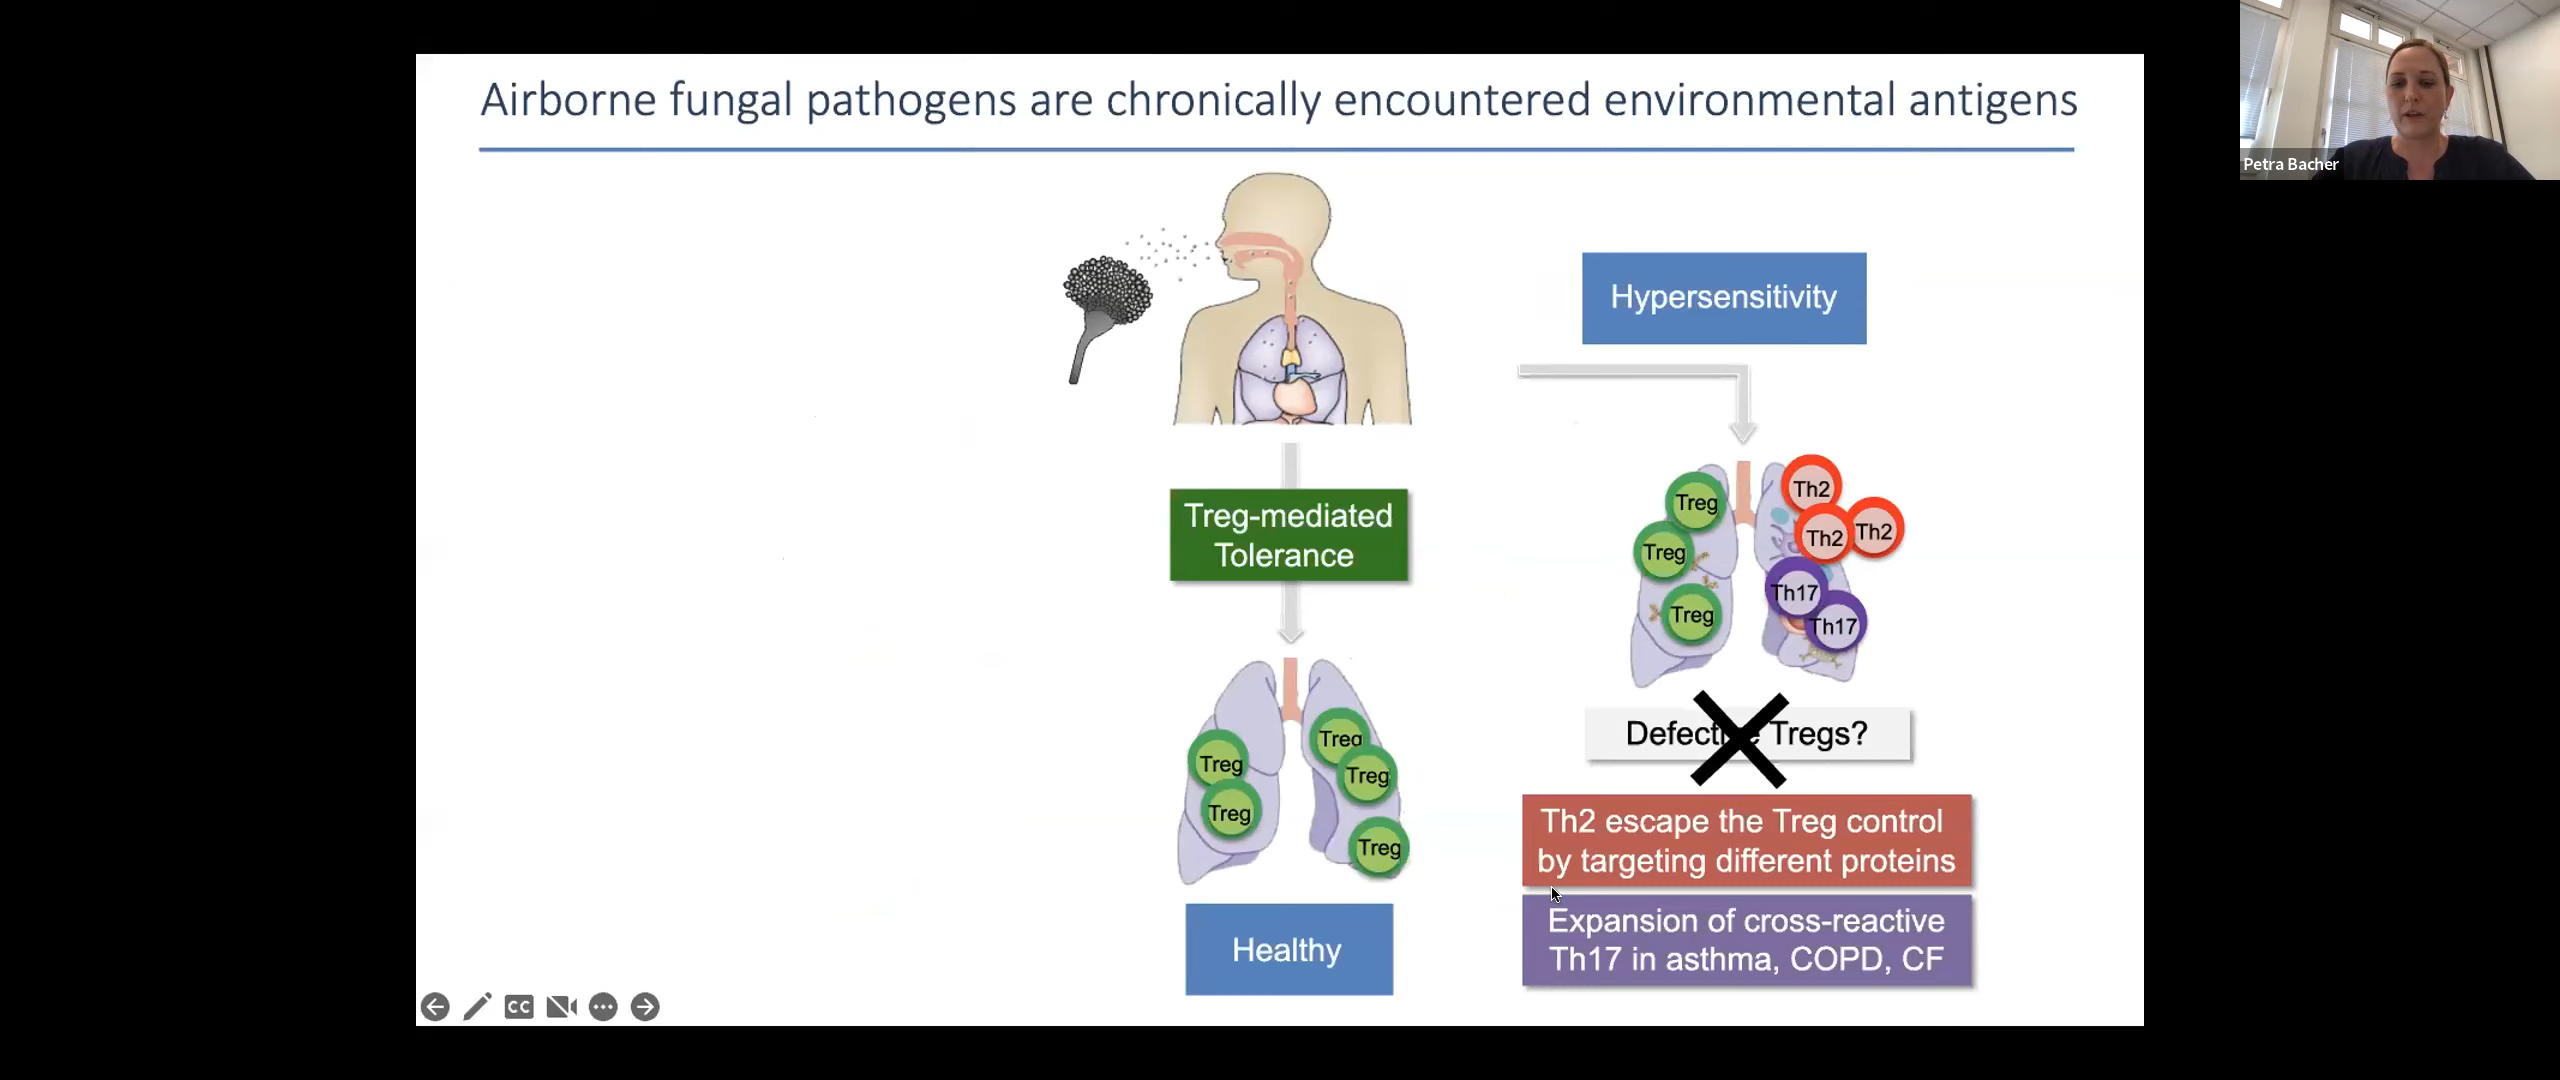 Airborne fungal pathogens are chronically encountered environmental antigens
Petra Bacher
Hypersensitivity
Treg-mediated
Tolerance
Treg
Treg
Treg
Th2
Th2
Th2
Th17
Th17
Treg
Treg
Treg
Treg
Treg
Healthy
Defective Tregs?
Th2 escape the Treg control
by targeting different proteins
Expansion of cross-reactive
Th17 in asthma, COPD, CF
CC